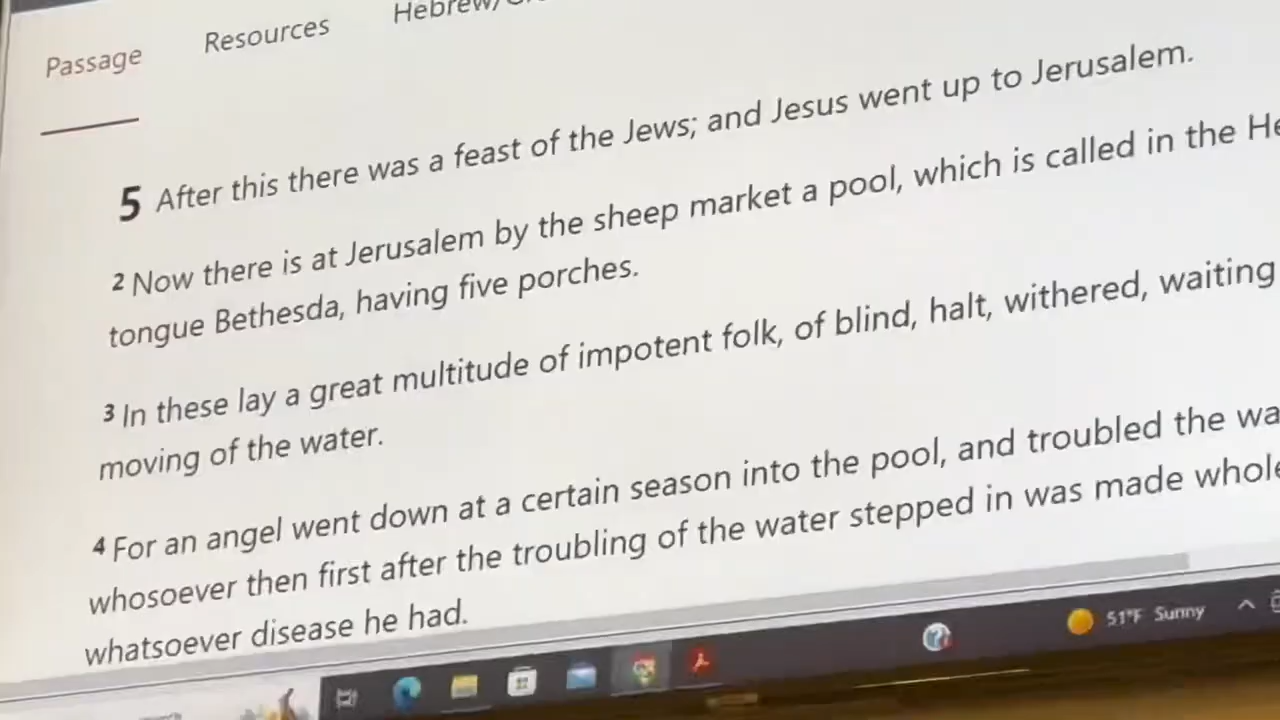 Passage Resources Hebrew/
5 After this there was a feast of the Jews; and Jesus went up to Jerusalem.
2 Now there is at Jerusalem by the sheep market a pool, which is called in the He
tongue Bethesda, having five porches.
3 In these lay a great multitude of impotent folk, of blind, halt, withered, waiting
moving of the water.
4 For an angel went down at a certain season into the pool, and troubled the wa
whosoever then first after the troubling of the water stepped in was made whole
whatsoever disease he had.
51°F Sunny